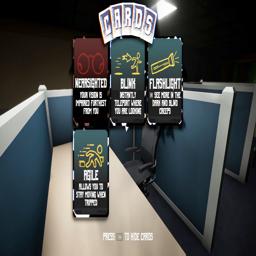 CARDS
NEARSIGHTED
YOUR VISION IS
IMPAIRED FURTHEST
FROM YOU
BLINK
INSTANTLY
TELEPORT WHERE YOU
ARE LOOKING
FLASHLIGHT
SEE MORE IN THE
DARK AND BLIND
CREEPS
AGILE
ALLOWS YOU TO
STAY MOVING WHEN
TRIPPED
PRESS TO HIDE CARDS